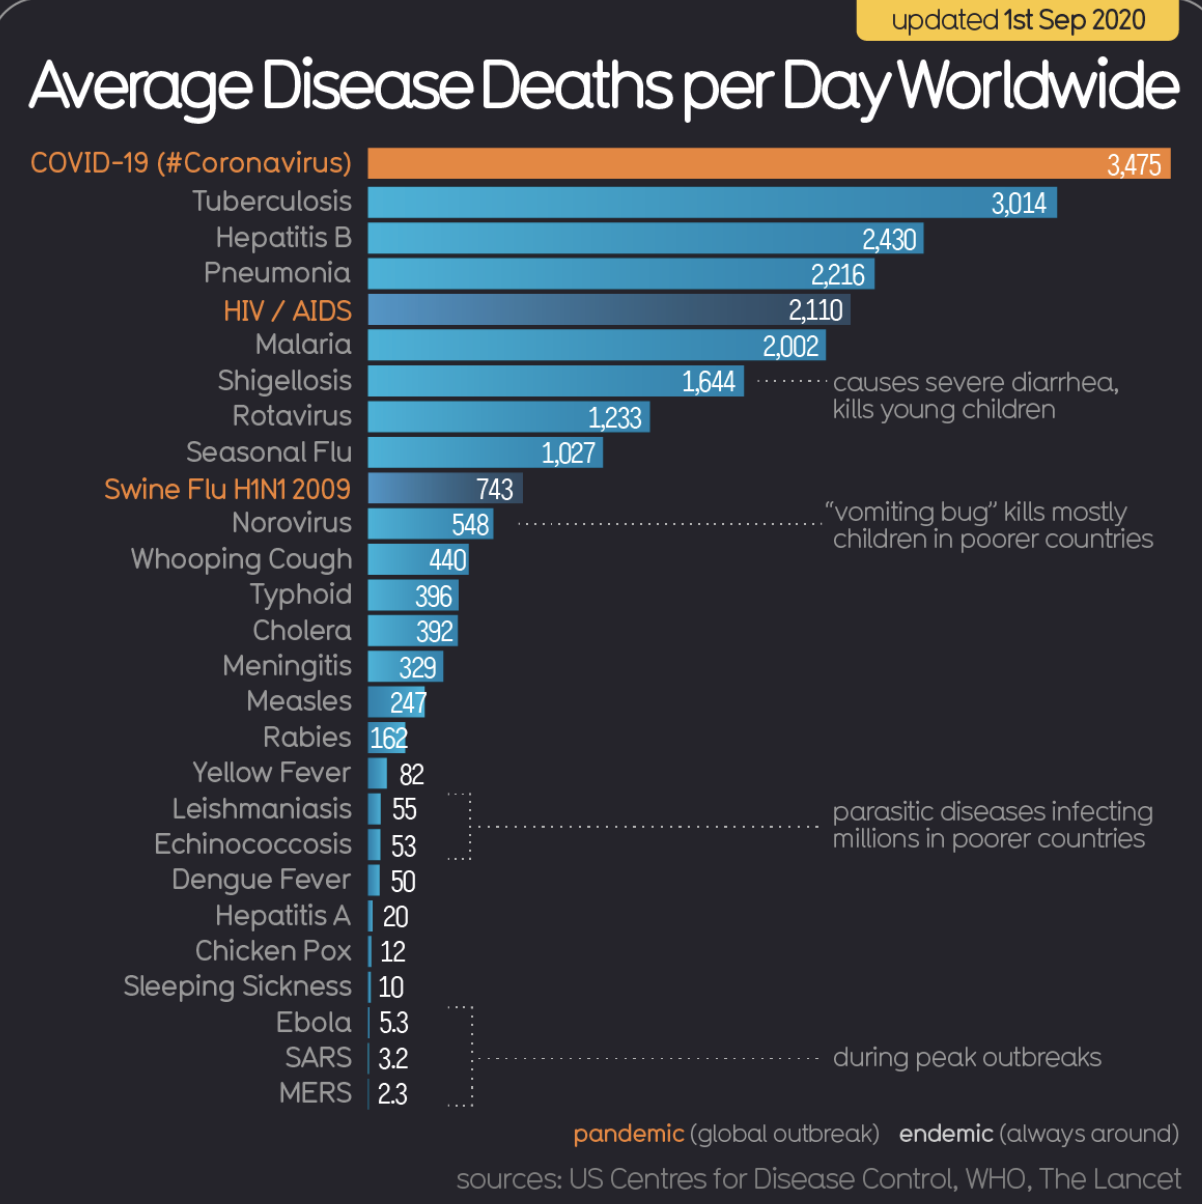 updated 1st Sep 2020
Average Disease Deaths per Day Worldwide
COVID-19 (#Coronavirus) 3,475
Tuberculosis 3,014
Hepatitis B 2,430
Pneumonia 2,216
HIV / AIDS 2,110
Malaria 2,002
Shigellosis 1,644 causes severe diarrhea,
kills young children
Rotavirus 1,233
Seasonal Flu 1,027
Swine Flu H1N1 2009 743
Norovirus 548 “vomiting bug” kills mostly
children in poorer countries
Whooping Cough 440
Typhoid 396
Cholera 392
Meningitis 329
Measles 247
Rabies 162
Yellow Fever 82
Leishmaniasis 55 parasitic diseases infecting
Echinococcosis 53 millions in poorer countries
Dengue Fever 50
Hepatitis A 20
Chicken Pox 12
Sleeping Sickness 10
Ebola 5.3
SARS 3.2 during peak outbreaks
MERS 2.3
pandemic (global outbreak) endemic (always around)
sources: US Centres for Disease Control, WHO, The Lancet